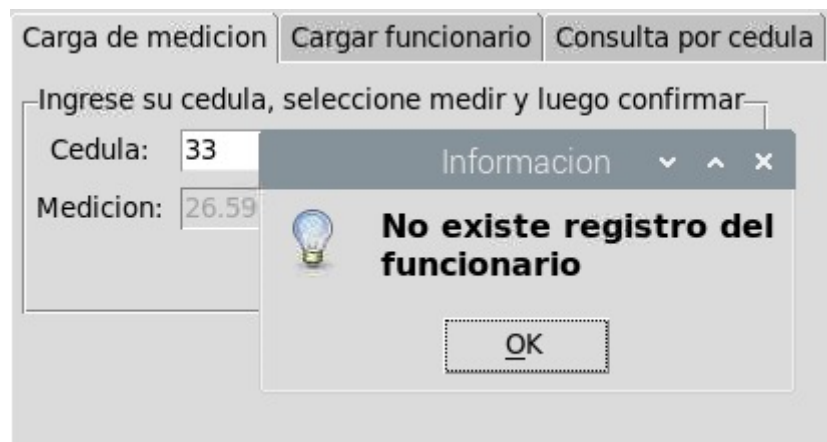 Carga de medicion Cargar funcionario Consulta por cedula
Ingrese su cedula, seleccione medir y luego confirmar
Cedula: 33
Informacion
Medicion: 26.59
No existe registro del
funcionario
OK